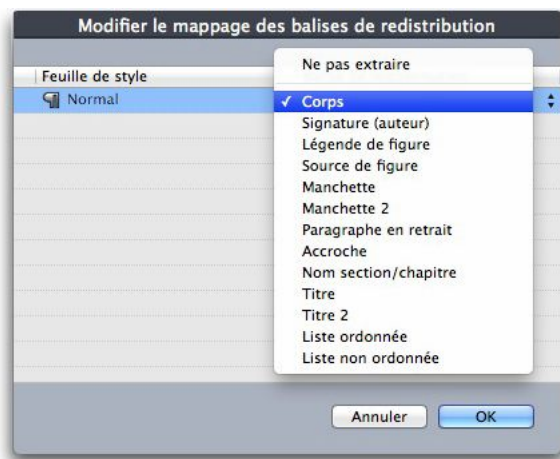 Modifier le mappage des balises de redistribution
Ne pas extraire
Feuille de style
Normal
Corps
Signature (auteur)
Légende de figure
Source de figure
Manchette
Manchette 2
Paragraphe en retrait
Accroche
Nom section/chapitre
Titre
Titre 2
Liste ordonnée
Liste non ordonnée
Annuler
OK